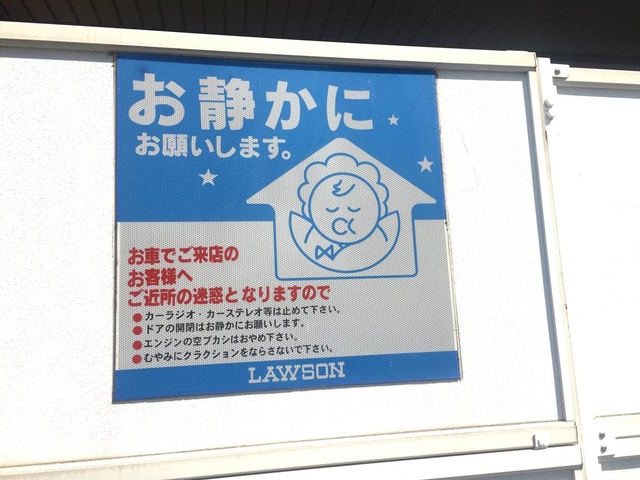 お静かに
お願いします。
お車でご来店の
お客様へ
ご近所の迷惑となりますので
●カーラジオ・カーステレオ等は止めて下さい。
●ドアの開閉はお静かにお願いします。
●エンジンの空ブカシはおやめ下さい。
●むやみにクラクションをならさないで下さい。
LAWSON